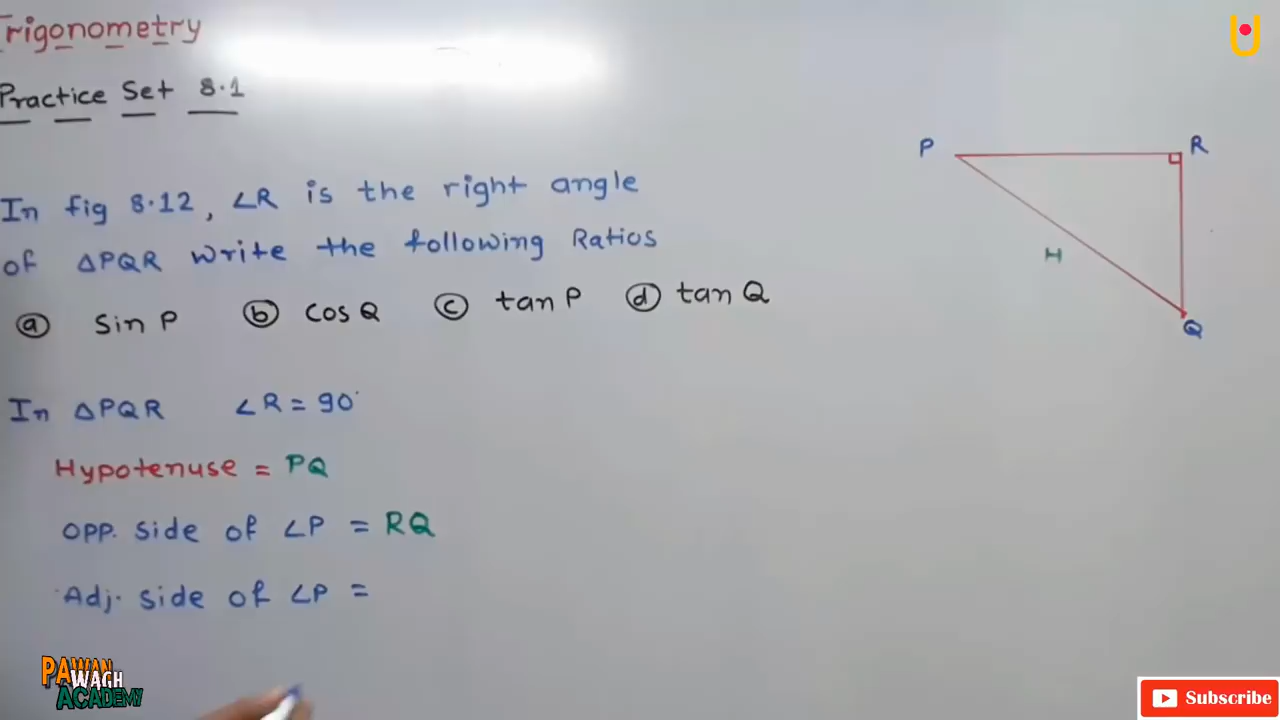 Trigonometry
Practice Set 8.1
In fig 8.12, ∠R is the right angle
of ΔPQR write the following Ratios
ⓐ sin P ⓑ cos Q ⓒ tan P ⓓ tan Q
P
R
H
Q
In ΔPQR ∠R = 90°
Hypotenuse = PQ
OPP. side of ∠P = RQ
Adj. side of ∠P =
PAWAN
WAGH
ACADEMY
Subscribe